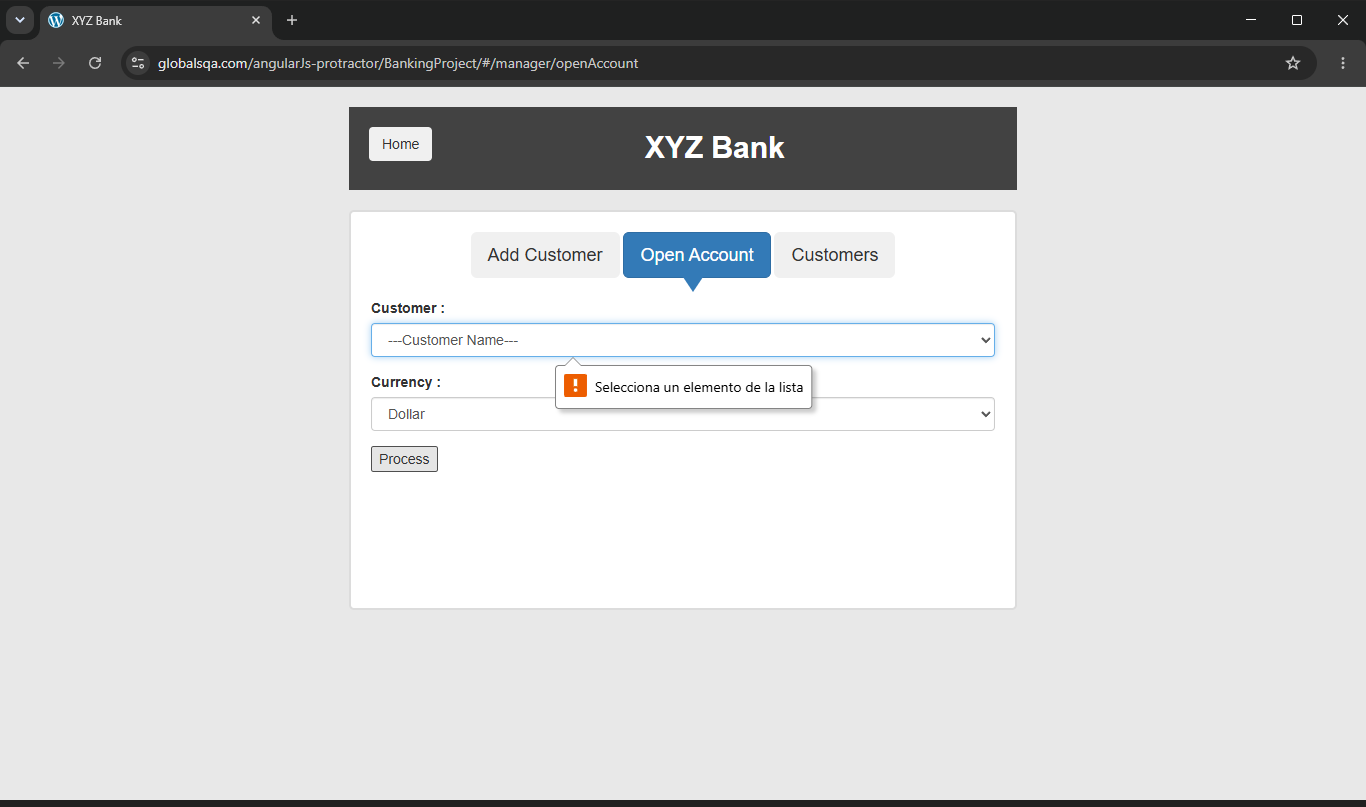 XYZ Bank
globalsqa.com/angularJs-protractor/BankingProject/#/manager/openAccount
Home
XYZ Bank
Add Customer
Open Account
Customers
Customer :
---Customer Name---
Selecciona un elemento de la lista
Currency :
Dollar
Process